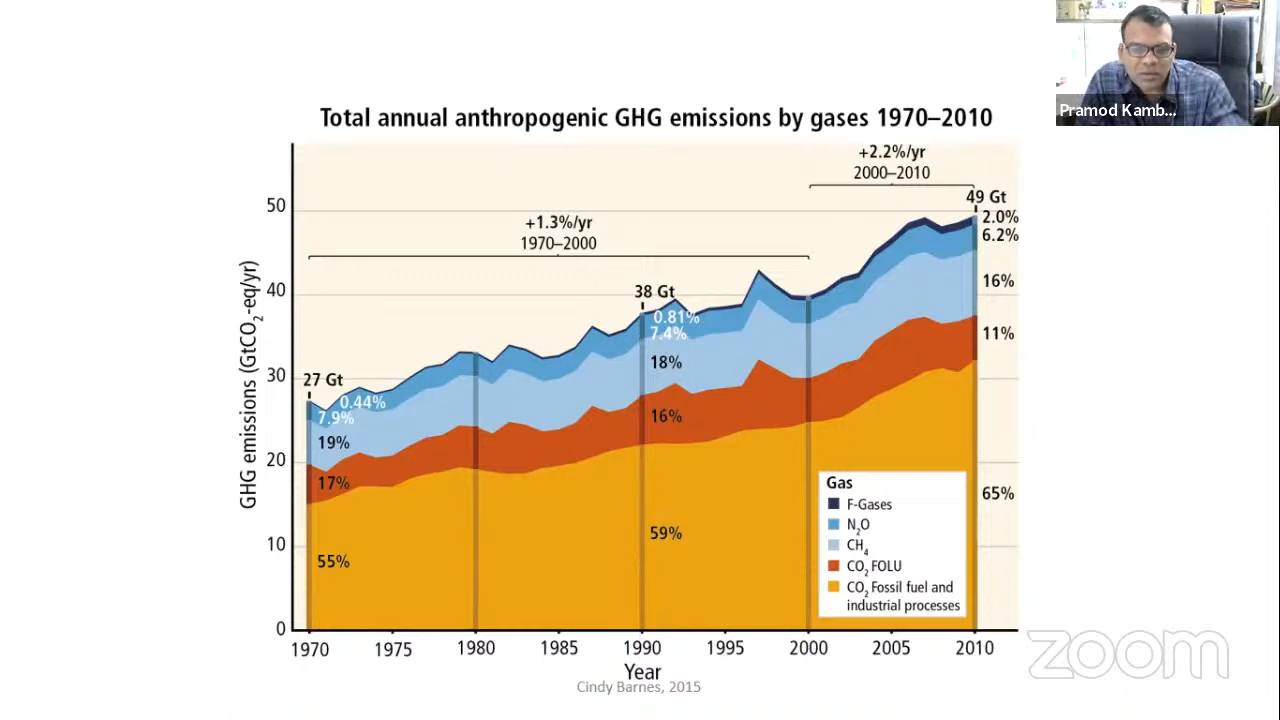 Pramod Kamb...
Total annual anthropogenic GHG emissions by gases 1970–2010
+2.2%/yr
2000–2010
49 Gt
2.0%
6.2%
16%
11%
65%
+1.3%/yr
1970–2000
38 Gt
0.81%
7.4%
18%
16%
59%
27 Gt
0.44%
7.9%
19%
17%
55%
GHG emissions (GtCO2-eq/yr)
50
40
30
20
10
0
Gas
F-Gases
N2O
CH4
CO2 FOLU
CO2 Fossil fuel and
industrial processes
1970 1975 1980 1985 1990 1995 2000 2005 2010
Year
Cindy Barnes, 2015
zoom